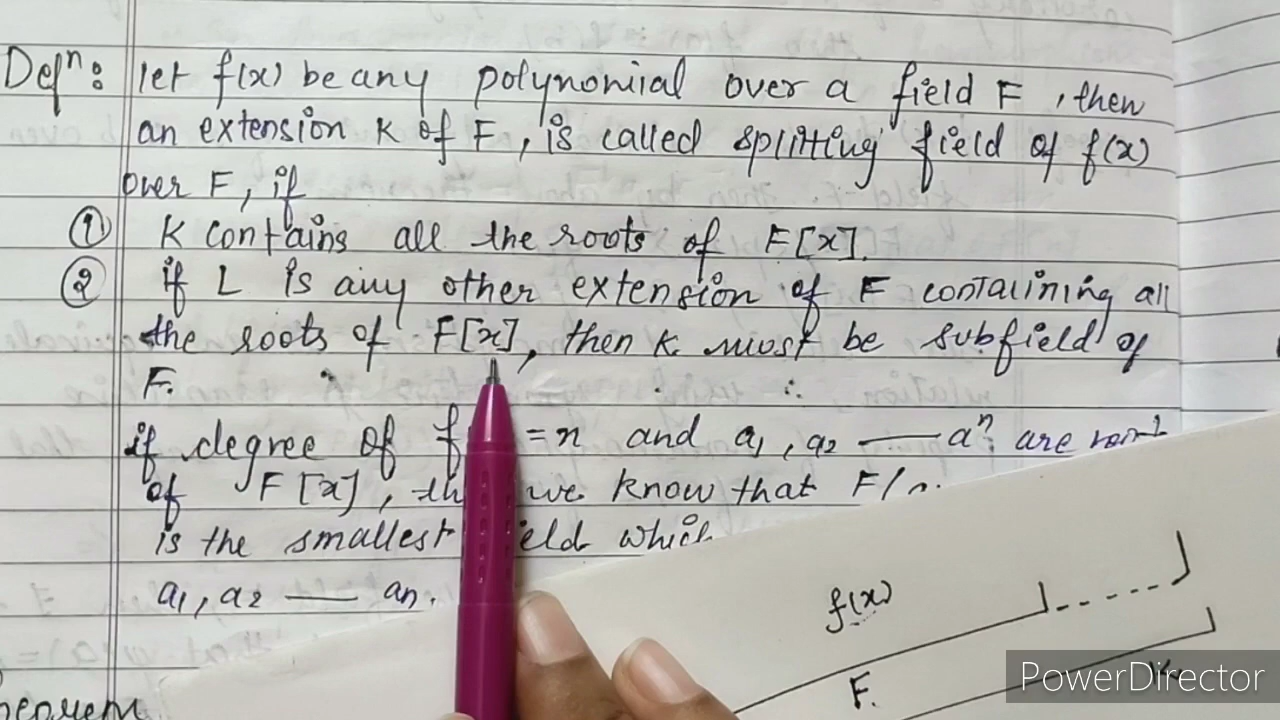 Defⁿ: let f(x) be any polynomial over a field F, then
an extension K of F, is called splitting field of f(x)
over F, if
① K contains all the roots of F[x].
② if L is any other extension of F containing all
the roots of F[x], then K must be subfield of
F.
if degree of = n and a₁, a₂ — aⁿ are
of F[x], we know that
is the smallest
a₁, a₂ — an.
f(x)
F.
PowerDirector